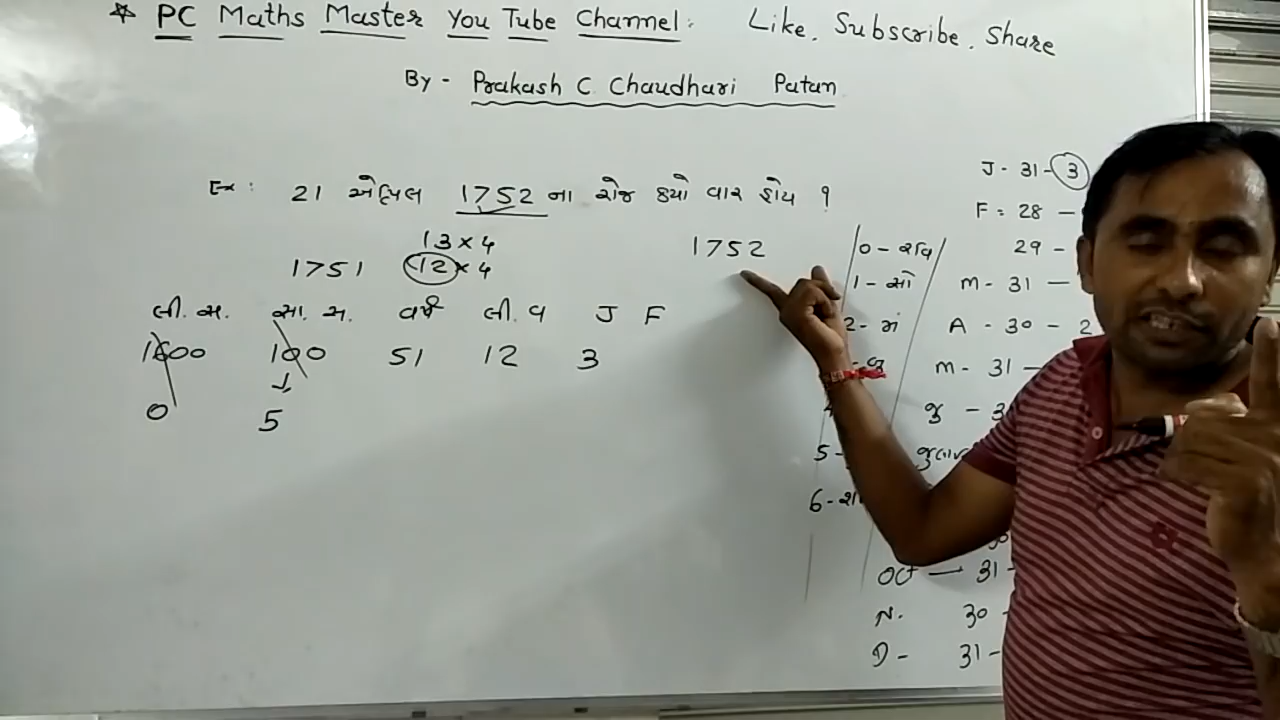 ☆ PC Maths Master You Tube Channel: Like, Subscribe, Share
By - Prakash C Chaudhari Patan
Ex: 21 એપ્રિલ 1752 ના રોજ કયો વાર હોય ?
13 × 4
1751 12 × 4
1752
લી. સ. સા. સ. વર્ષ લી. વ J F
1600 100 51 12 3
0 5
0 - રવિ
1 - સો
2 - મં
- બુ
5 -
6 - શ
J - 31 - 3
F = 28 -
29 -
M - 31 -
A - 30 - 2
M - 31 -
જુ - 3
જુલા
Oct - 31 -
N. 30 -
D - 31 -